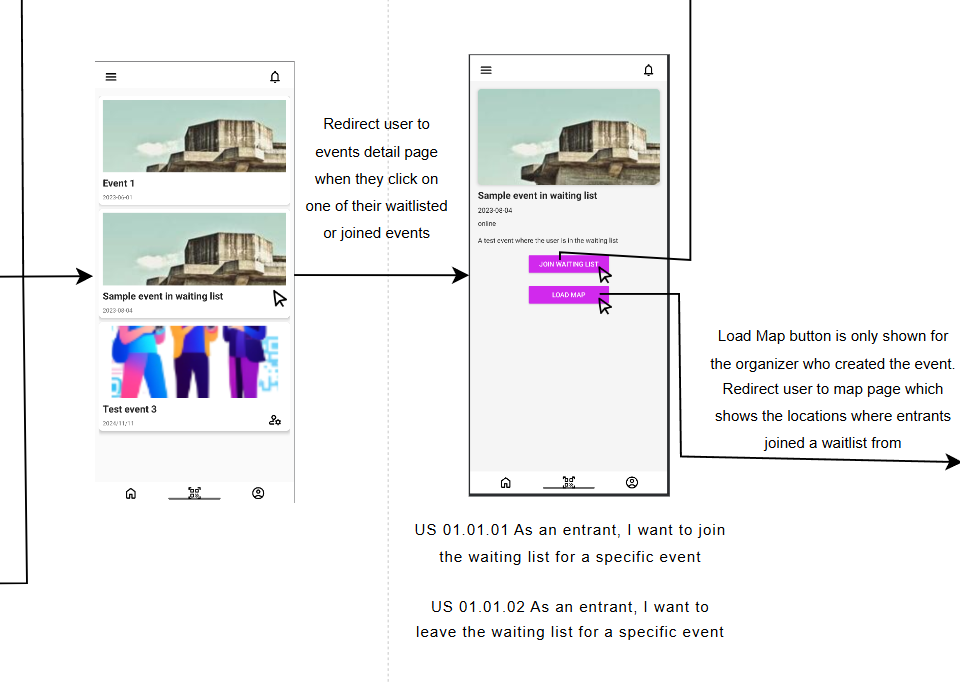 Event 1
2023-06-01
Sample event in waiting list
2023-08-04
Test event 3
2024/11/11
Redirect user to
events detail page
when they click on
one of their waitlisted
or joined events
Sample event in waiting list
2023-08-04
online
A test event where the user is in the waiting list
JOIN WAITING LIST
LOAD MAP
Load Map button is only shown for
the organizer who created the event.
Redirect user to map page which
shows the locations where entrants
joined a waitlist from
US 01.01.01 As an entrant, I want to join
the waiting list for a specific event
US 01.01.02 As an entrant, I want to
leave the waiting list for a specific event